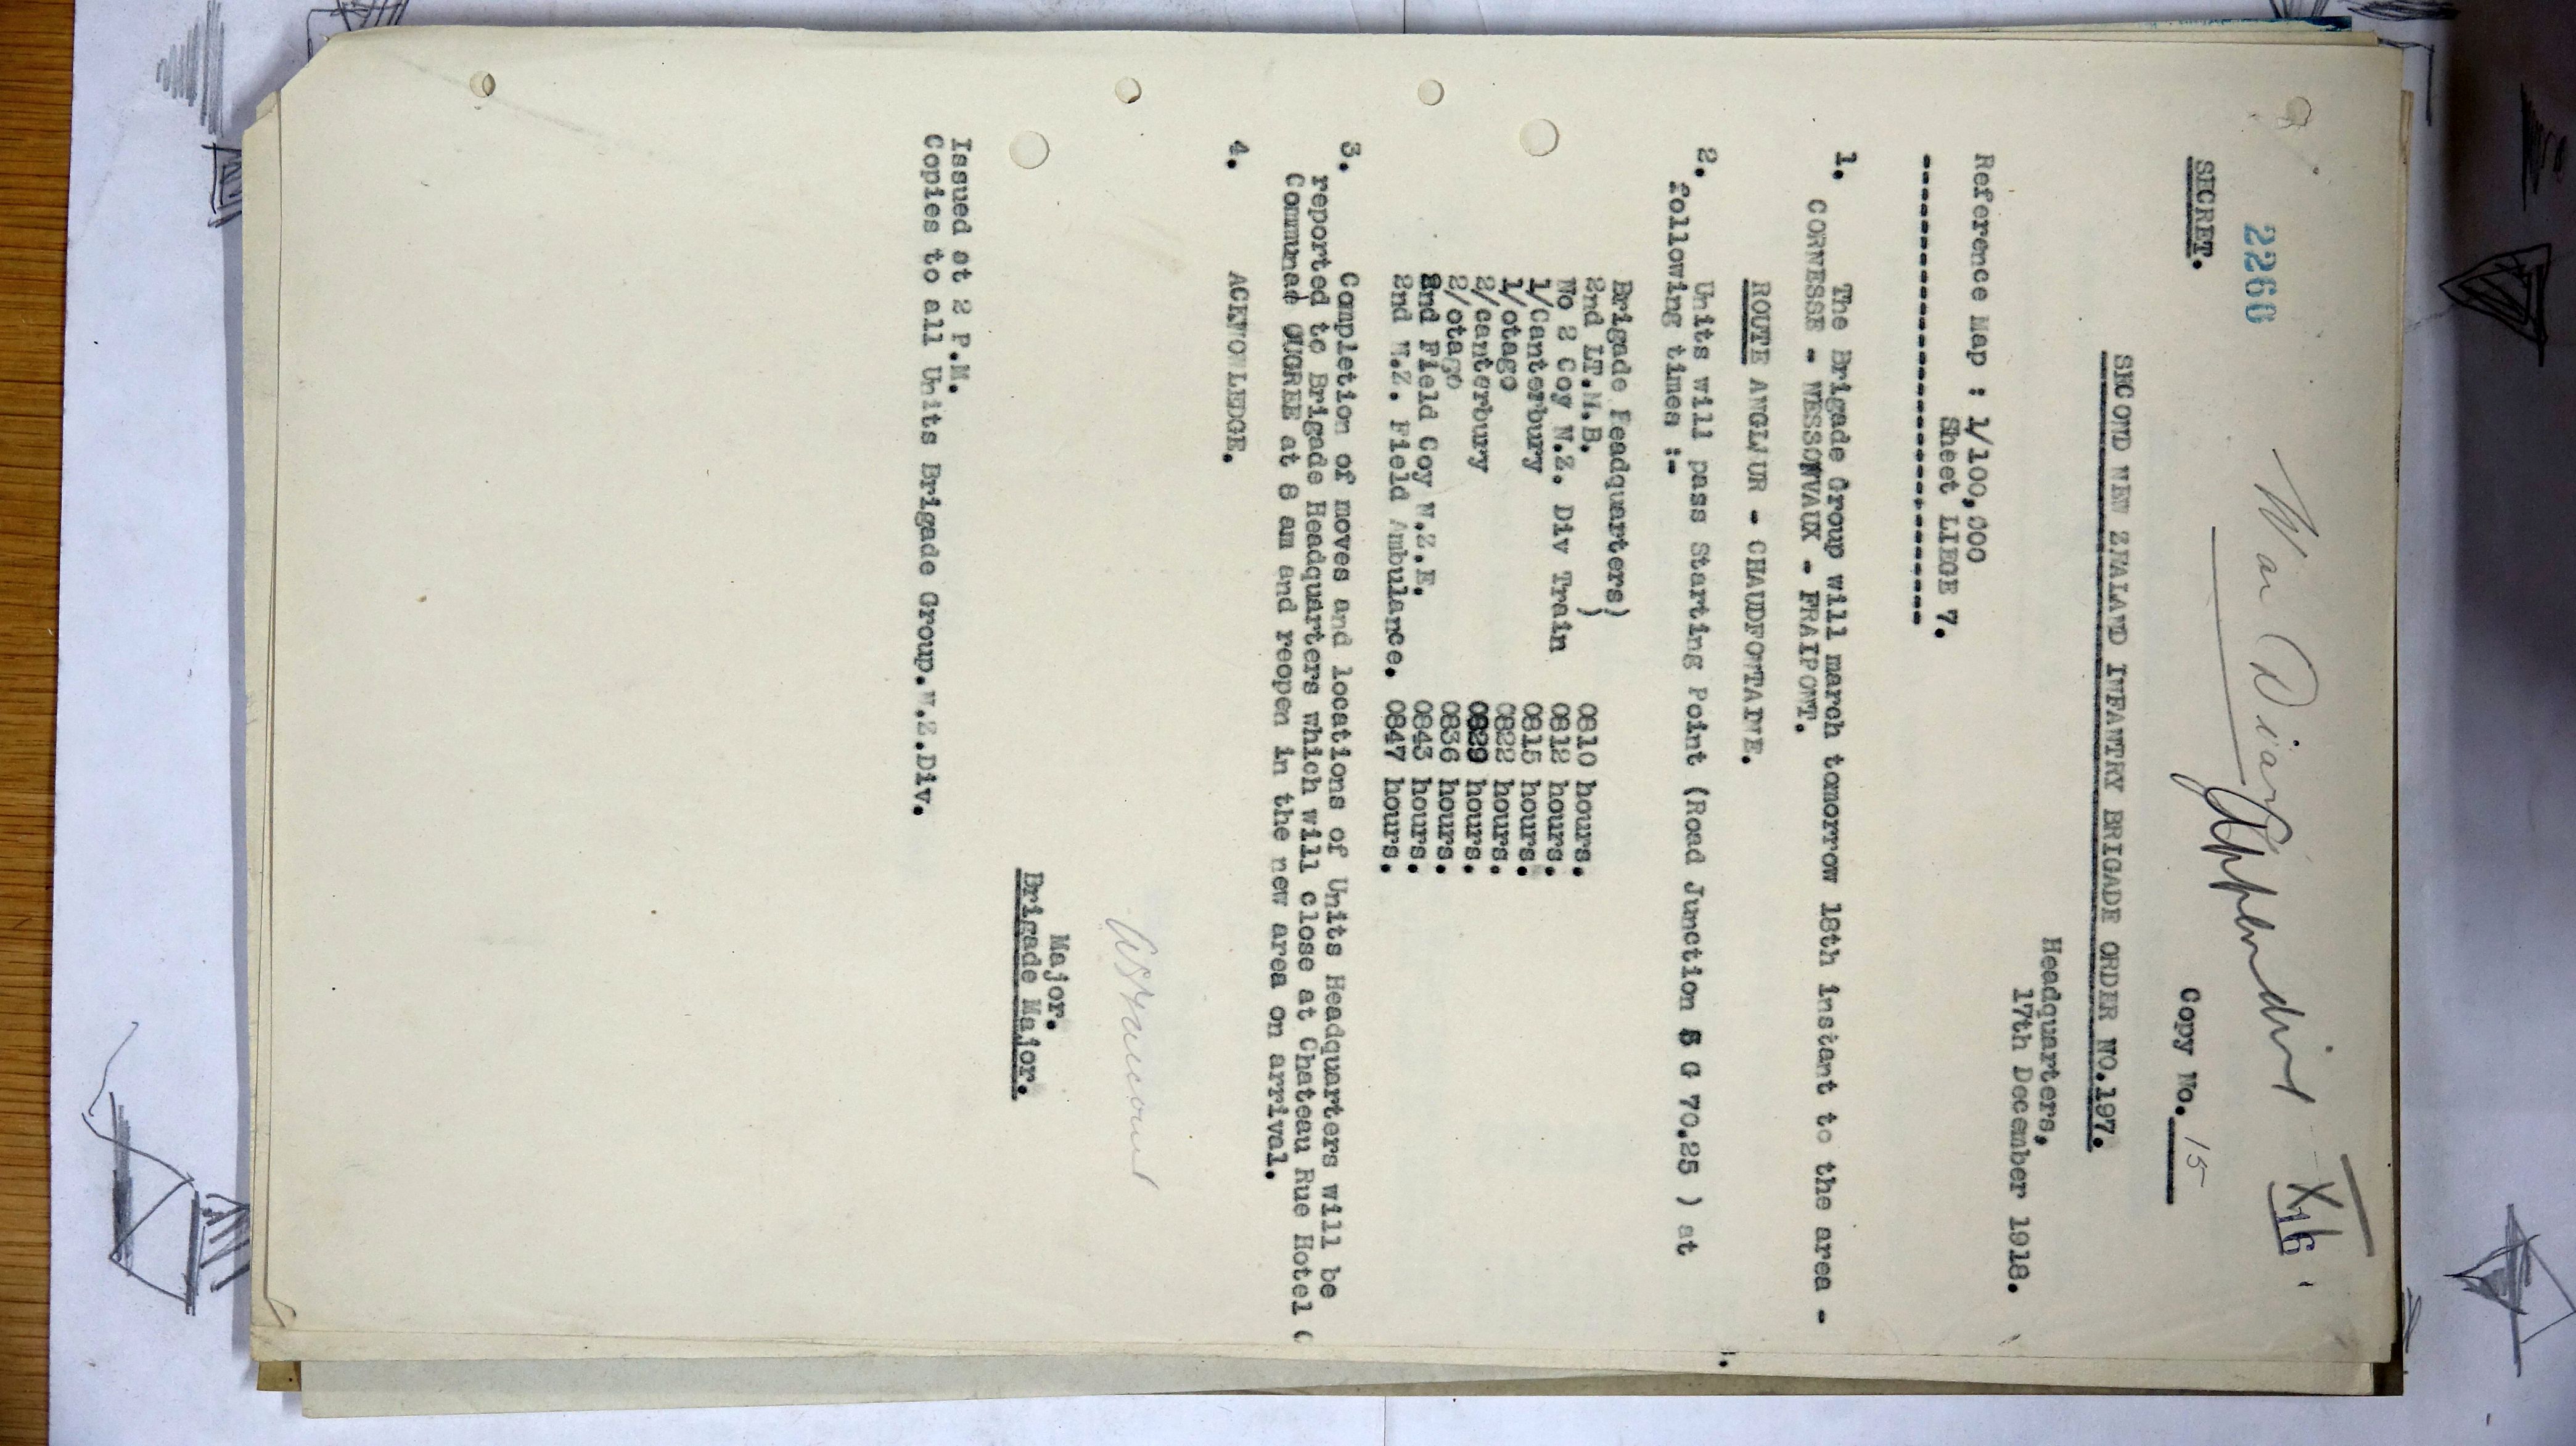 2260
War Diary Appendix X/16
SECRET.
Copy No. 15
SECOND NEW ZEALAND INFANTRY BRIGADE ORDER NO.197.
Headquarters,
17th December 1918.
Reference Map : 1/100,000
Sheet LIEGE 7.
1. The Brigade Group will march tomorrow 18th instant to the area -
CORNESSE - NESSONVAUX - FRAIPONT.
ROUTE ANGLEUR - CHAUDFONTAINE.
2. Units will pass Starting Point (Road Junction 5 G 70.25 ) at
following times :-
Brigade Headquarters)
2nd LT.M.B. ) 0810 hours.
No 2 Coy N.Z. Div Train 0812 hours.
1/Canterbury 0815 hours.
1/otago 0822 hours.
2/canterbury 0829 hours.
2/otago 0836 hours.
2nd Field Coy N.Z.E. 0843 hours.
2nd N.Z. Field Ambulance. 0847 hours.
3. Completion of moves and locations of Units Headquarters will be
reported to Brigade Headquarters which will close at Chateau Rue Hotel
Communal OUGREE at 8 am and reopen in the new area on arrival.
4. ACKNOWLEDGE.
Major.
Brigade Major.
Issued at 2 P.M.
Copies to all Units Brigade Group.N.Z.Div.